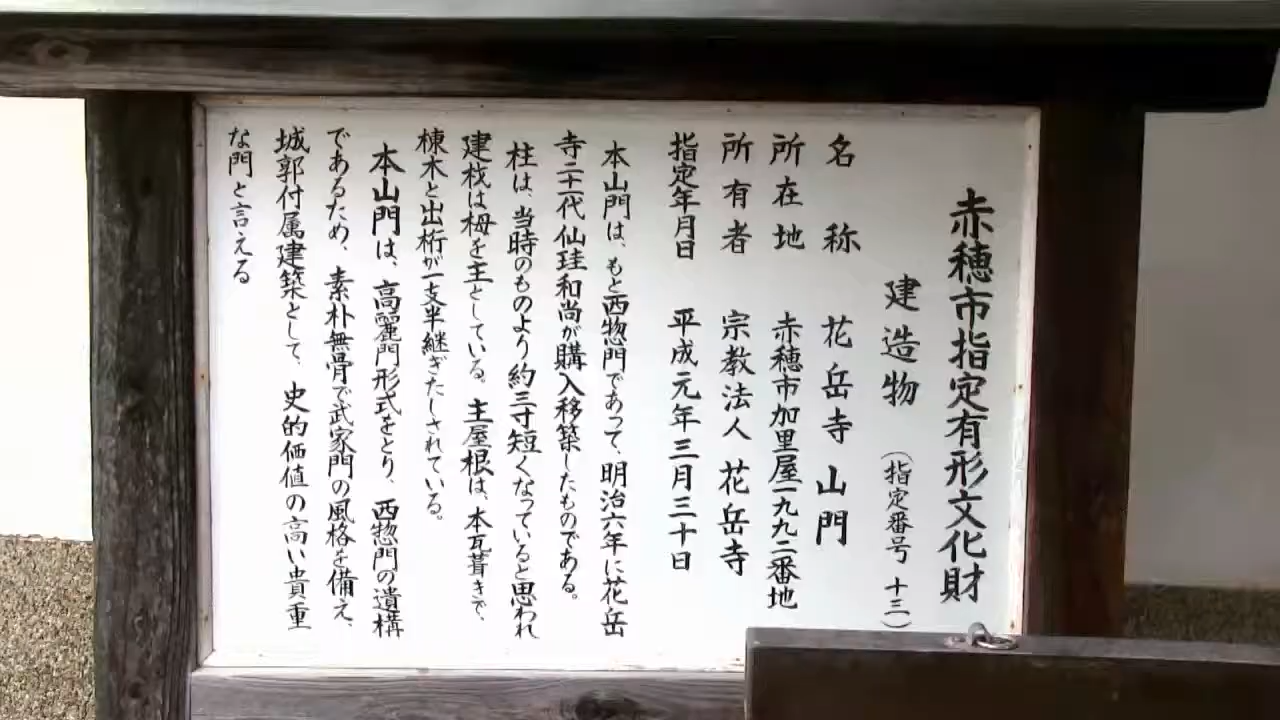 赤穂市指定有形文化財
建造物 （指定番号 十三）
名称 花岳寺 山門
所在地 赤穂市加里屋一九九二番地
所有者 宗教法人 花岳寺
指定年月日 平成元年三月三十日
本山門は、もと西惣門であって、明治六年に花岳
寺二十一代仙珪和尚が購入移築したものである。
柱は、当時のものより約三寸短くなっていると思われ
建材は栂を主としている。主屋根は、本瓦葺きで、
棟木と出桁が一支半継ぎたしされている。
本山門は、高麗門形式をとり、西惣門の遺構
であるため、素朴無骨で武家門の風格を備え、
城郭付属建築として、史的価値の高い貴重
な門と言える